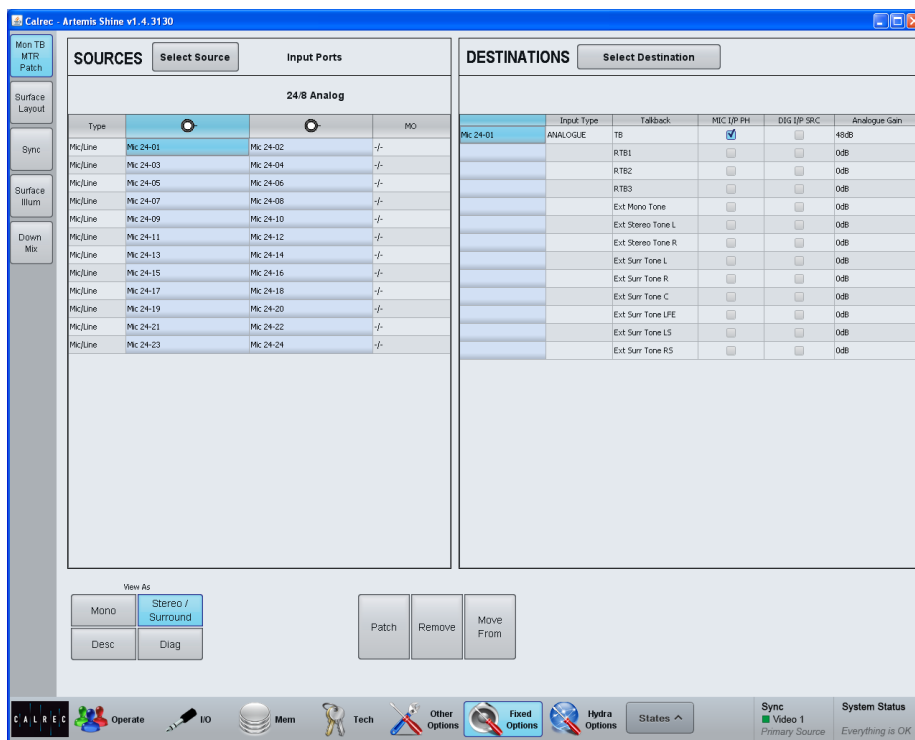 Calrec - Artemis Shine v1.4.3130
Mon TB
MTR
Patch
Surface
Layout
Sync
Surface
Illum
Down
Mix
SOURCES Select Source Input Ports
24/8 Analog
Type MO
Mic/Line Mic 24-01 Mic 24-02 -/-
Mic/Line Mic 24-03 Mic 24-04 -/-
Mic/Line Mic 24-05 Mic 24-06 -/-
Mic/Line Mic 24-07 Mic 24-08 -/-
Mic/Line Mic 24-09 Mic 24-10 -/-
Mic/Line Mic 24-11 Mic 24-12 -/-
Mic/Line Mic 24-13 Mic 24-14 -/-
Mic/Line Mic 24-15 Mic 24-16 -/-
Mic/Line Mic 24-17 Mic 24-18 -/-
Mic/Line Mic 24-19 Mic 24-20 -/-
Mic/Line Mic 24-21 Mic 24-22 -/-
Mic/Line Mic 24-23 Mic 24-24 -/-
DESTINATIONS Select Destination
Input Type Talkback MIC I/P PH DIG I/P SRC Analogue Gain
Mic 24-01 ANALOGUE TB 48dB
RTB1 0dB
RTB2 0dB
RTB3 0dB
Ext Mono Tone 0dB
Ext Stereo Tone L 0dB
Ext Stereo Tone R 0dB
Ext Surr Tone L 0dB
Ext Surr Tone R 0dB
Ext Surr Tone C 0dB
Ext Surr Tone LFE 0dB
Ext Surr Tone LS 0dB
Ext Surr Tone RS 0dB
View As
Mono
Stereo /
Surround
Desc
Diag
Patch
Remove
Move
From
CALREC
Operate
I/O
Mem
Tech
Other
Options
Fixed
Options
Hydra
Options
States
Sync
Video 1
Primary Source
System Status
Everything is OK